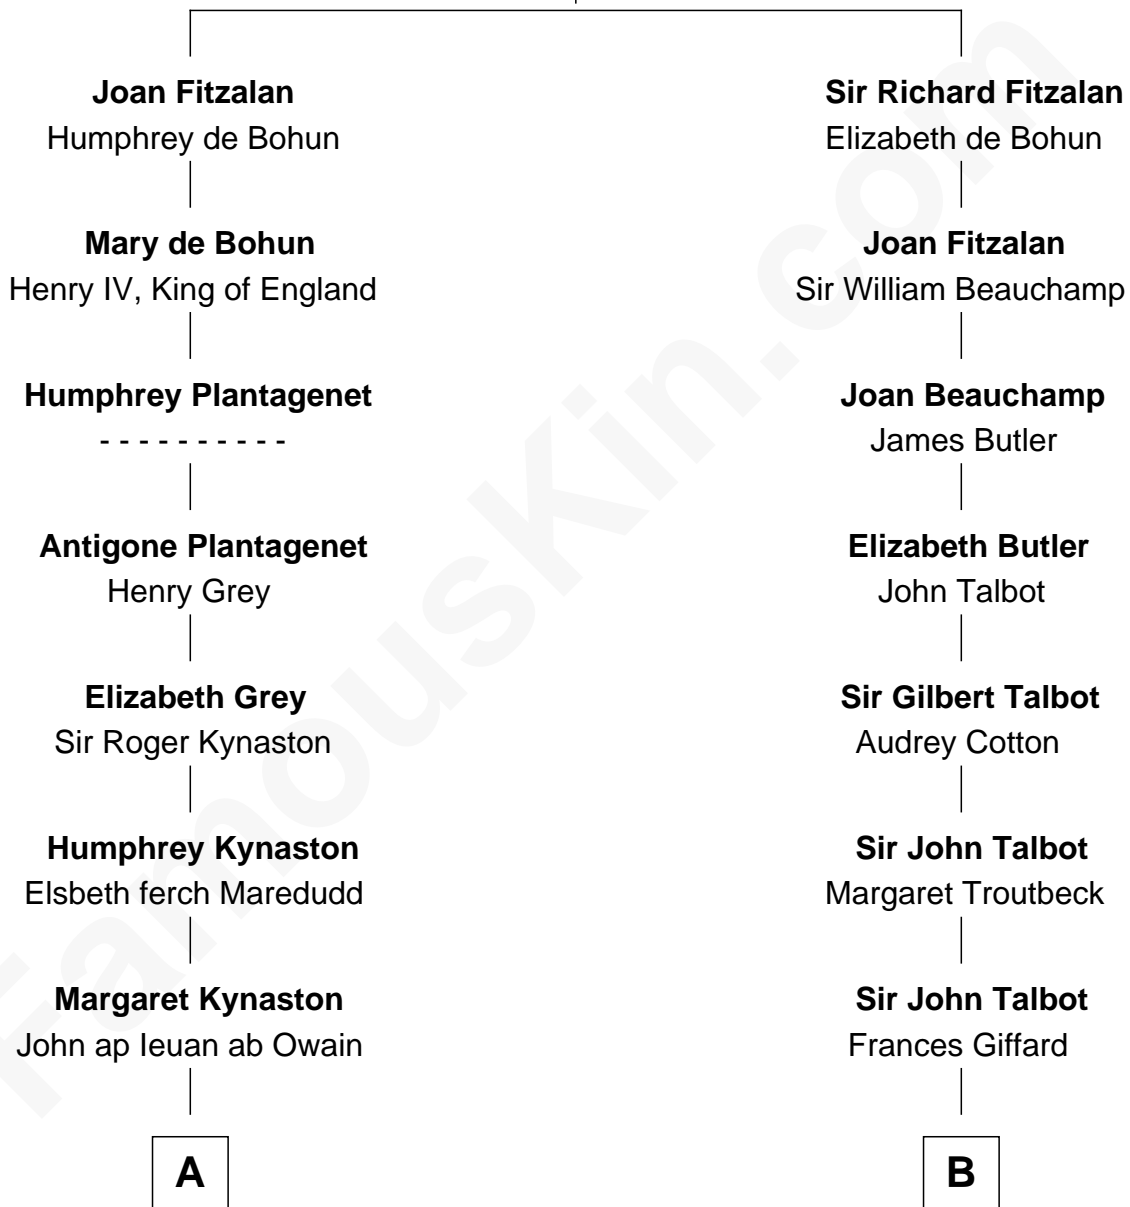 Joan Fitzalan
Humphrey de Bohun
Mary de Bohun
Henry IV, King of England
Humphrey Plantagenet
- - - - - - - - - -
Antigone Plantagenet
Henry Grey
Elizabeth Grey
Sir Roger Kynaston
Humphrey Kynaston
Elsbeth ferch Maredudd
Margaret Kynaston
John ap Ieuan ab Owain
A
Sir Richard Fitzalan
Elizabeth de Bohun
Joan Fitzalan
Sir William Beauchamp
Joan Beauchamp
James Butler
Elizabeth Butler
John Talbot
Sir Gilbert Talbot
Audrey Cotton
Sir John Talbot
Margaret Troutbeck
Sir John Talbot
Frances Giffard
B
FamousKin.com